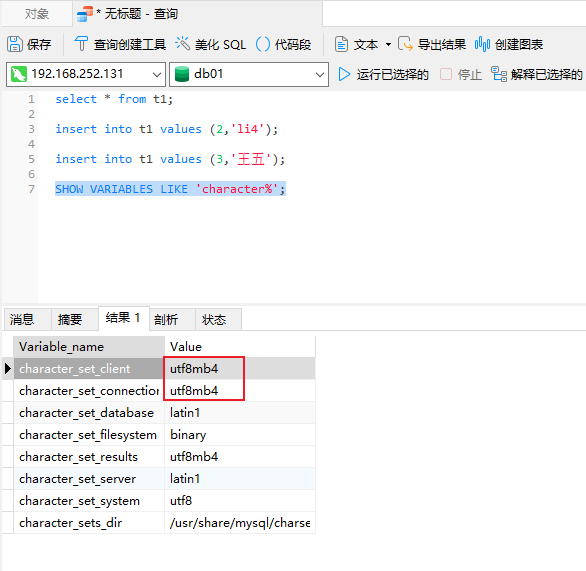 对象 * 无标题 - 查询
保存 查询创建工具 美化 SQL () 代码段 文本 导出结果 创建图表
192.168.252.131 db01 运行已选择的 停止 解释已选择的
1 select * from t1;
2
3 insert into t1 values (2,'li4');
4
5 insert into t1 values (3,'王五');
6
7 SHOW VARIABLES LIKE 'character%';
消息 摘要 结果 1 剖析 状态
Variable_name Value
character_set_client utf8mb4
character_set_connection utf8mb4
character_set_database latin1
character_set_filesystem binary
character_set_results utf8mb4
character_set_server latin1
character_set_system utf8
character_sets_dir /usr/share/mysql/charse